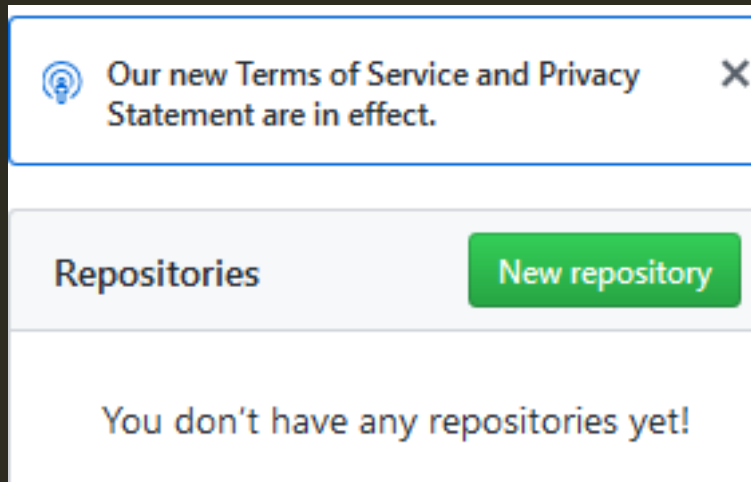 Our new Terms of Service and Privacy
Statement are in effect.
Repositories
New repository
You don't have any repositories yet!